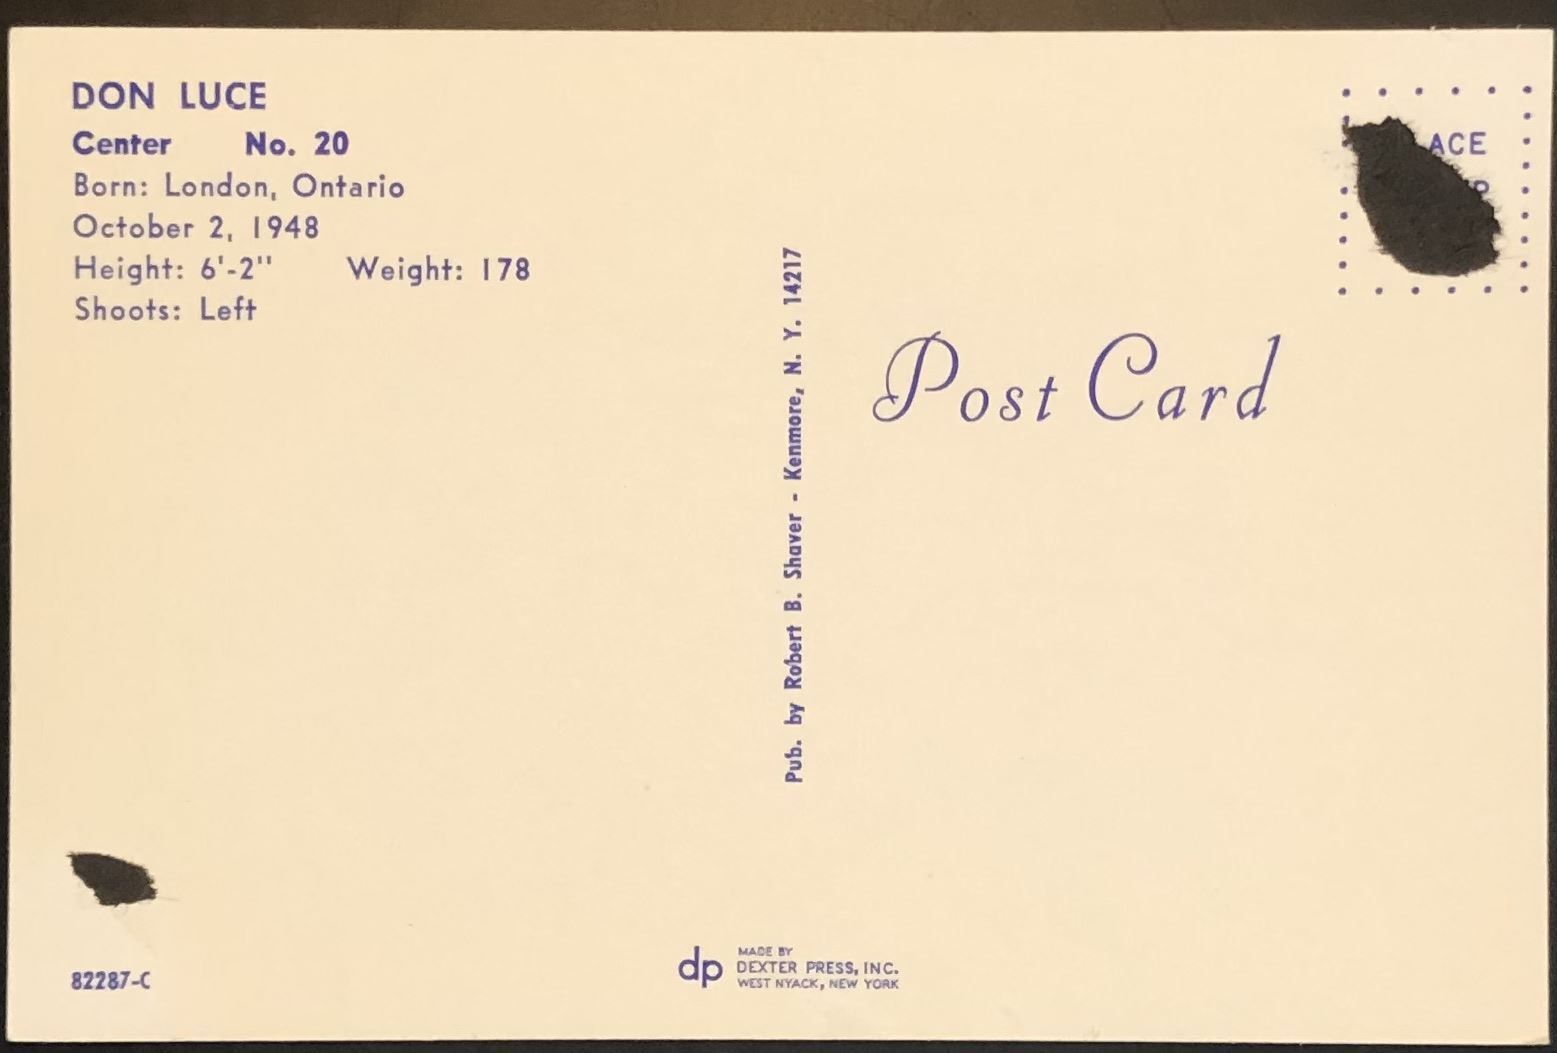 DON LUCE
Center No. 20
Born: London, Ontario
October 2, 1948
Height: 6'-2" Weight: 178
Shoots: Left
82287-C
Pub. by Robert B. Shaver - Kenmore, N. Y. 14217
ACE
P
Post Card
dp
MADE BY
DEXTER PRESS, INC.
WEST NYACK, NEW YORK